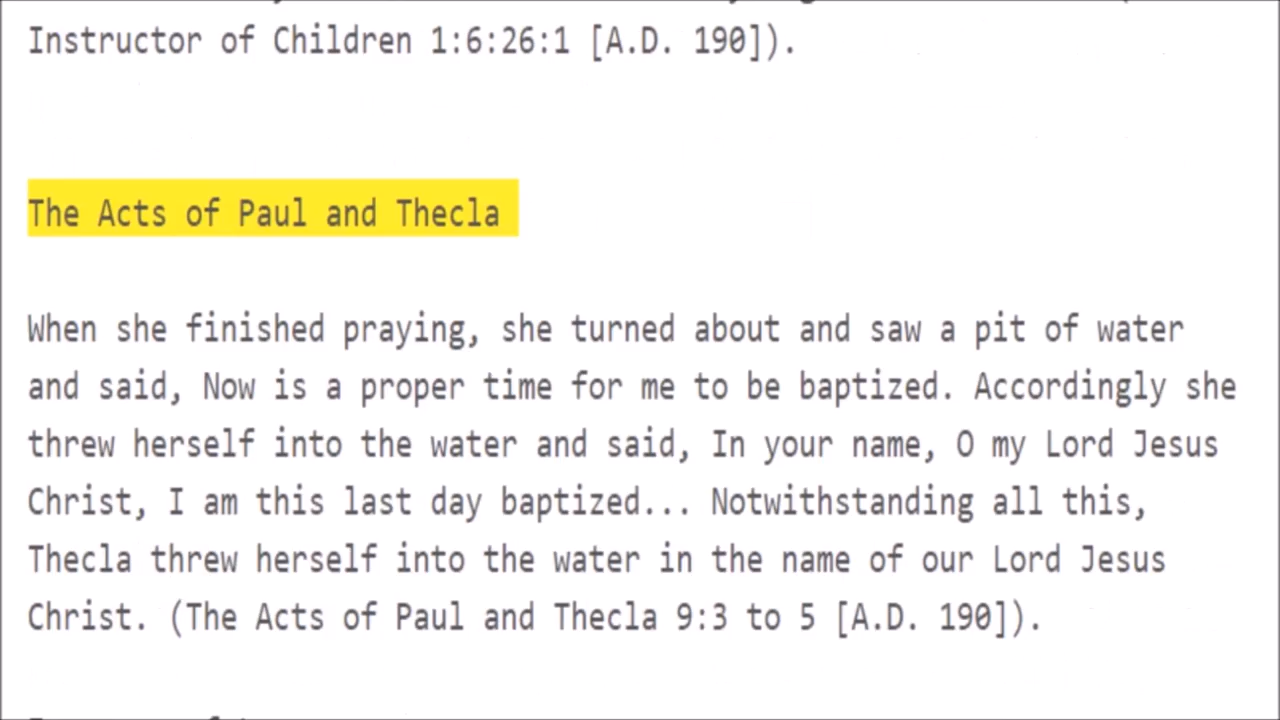 Instructor of Children 1:6:26:1 [A.D. 190]).
The Acts of Paul and Thecla
When she finished praying, she turned about and saw a pit of water
and said, Now is a proper time for me to be baptized. Accordingly she
threw herself into the water and said, In your name, O my Lord Jesus
Christ, I am this last day baptized... Notwithstanding all this,
Thecla threw herself into the water in the name of our Lord Jesus
Christ. (The Acts of Paul and Thecla 9:3 to 5 [A.D. 190]).